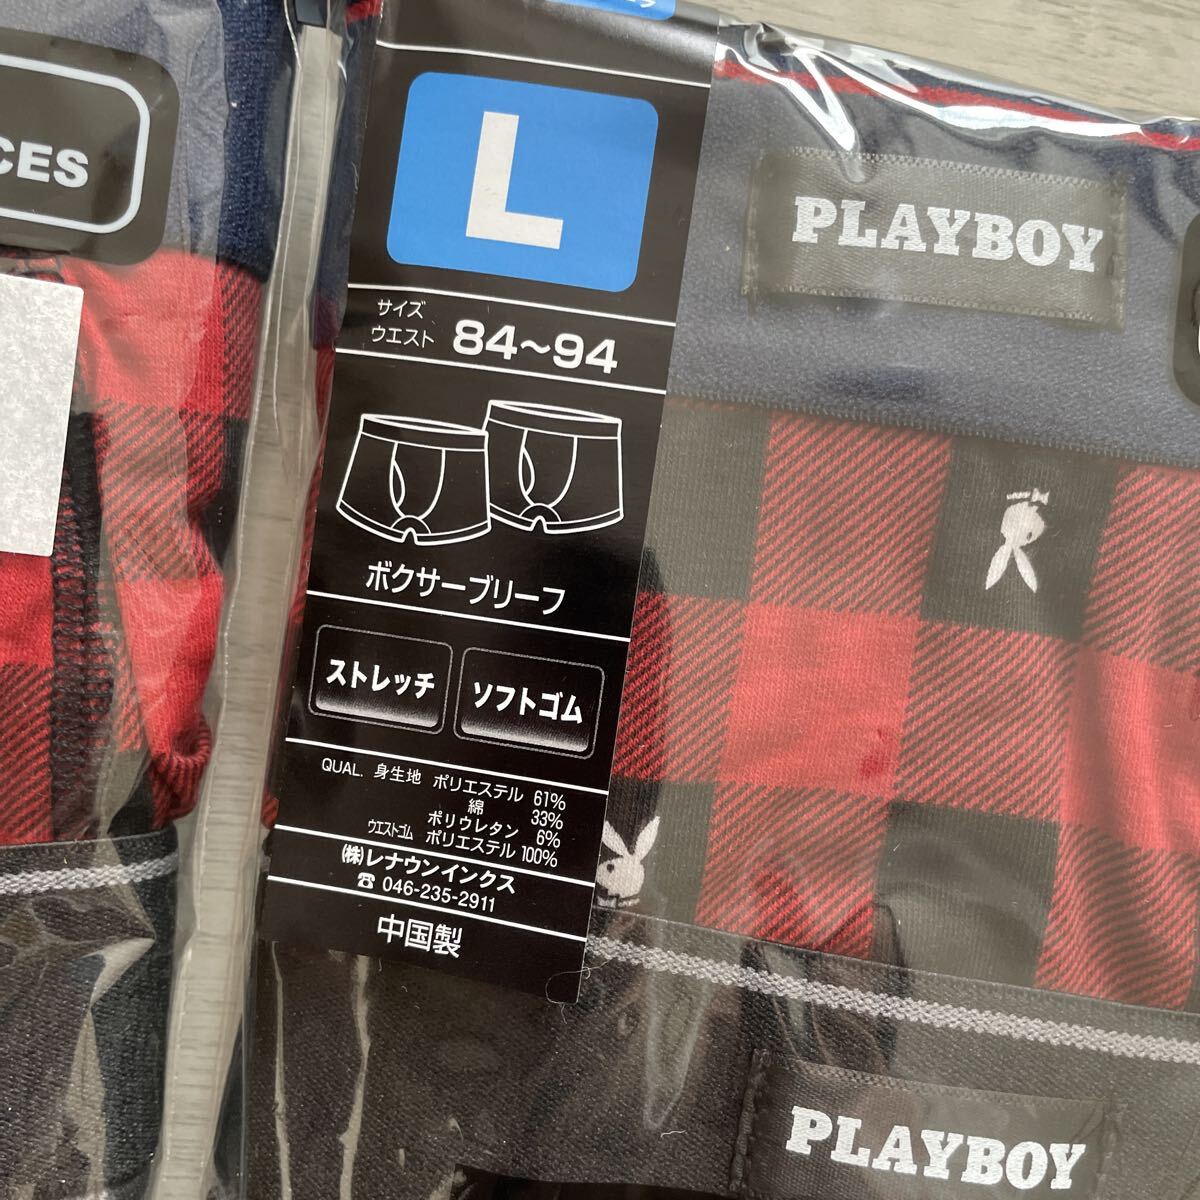 CES
L
サイズ
ウエスト 84〜94
ボクサーブリーフ
ストレッチ
ソフトゴム
QUAL. 身生地 ポリエステル 61%
綿 33%
ポリウレタン 6%
ウエストゴム ポリエステル 100%
㈱レナウンインクス
☎ 046-235-2911
中国製
PLAYBOY
PLAYBOY